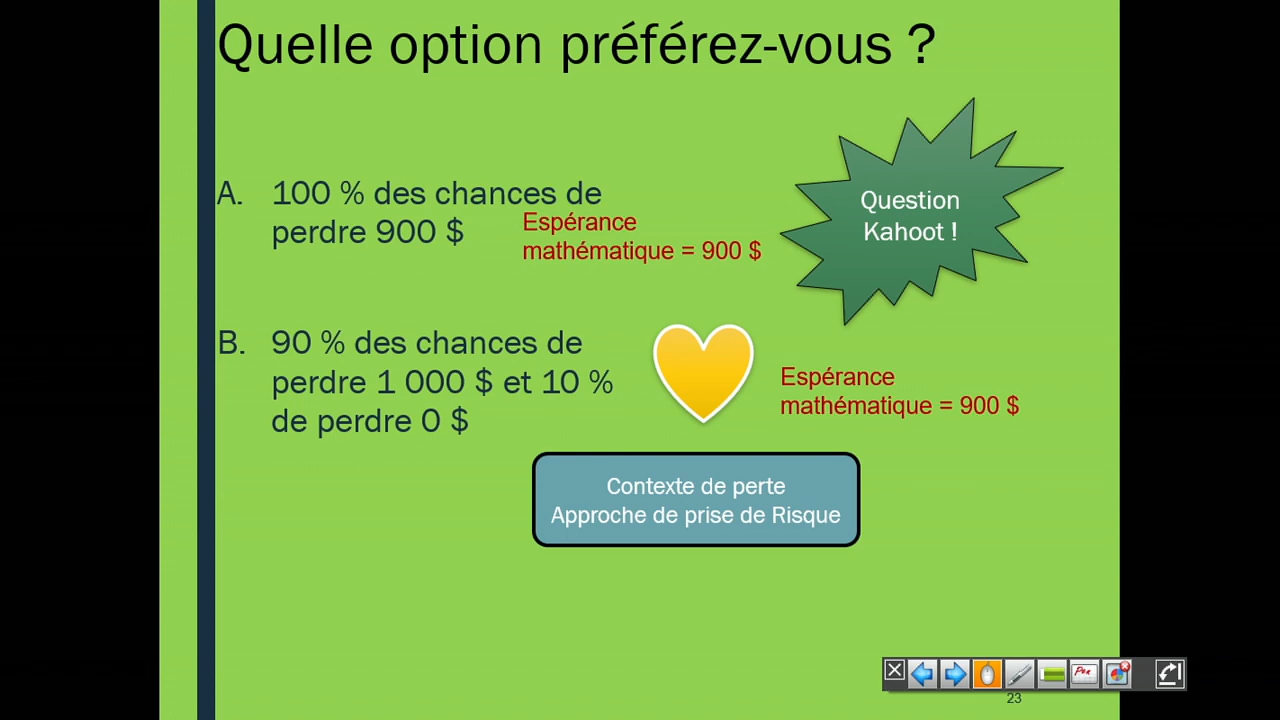 Quelle option préférez-vous ?
A. 100 % des chances de
perdre 900 $
Espérance
mathématique = 900 $
Question
Kahoot !
B. 90 % des chances de
perdre 1 000 $ et 10 %
de perdre 0 $
Espérance
mathématique = 900 $
Contexte de perte
Approche de prise de Risque
Pen
23